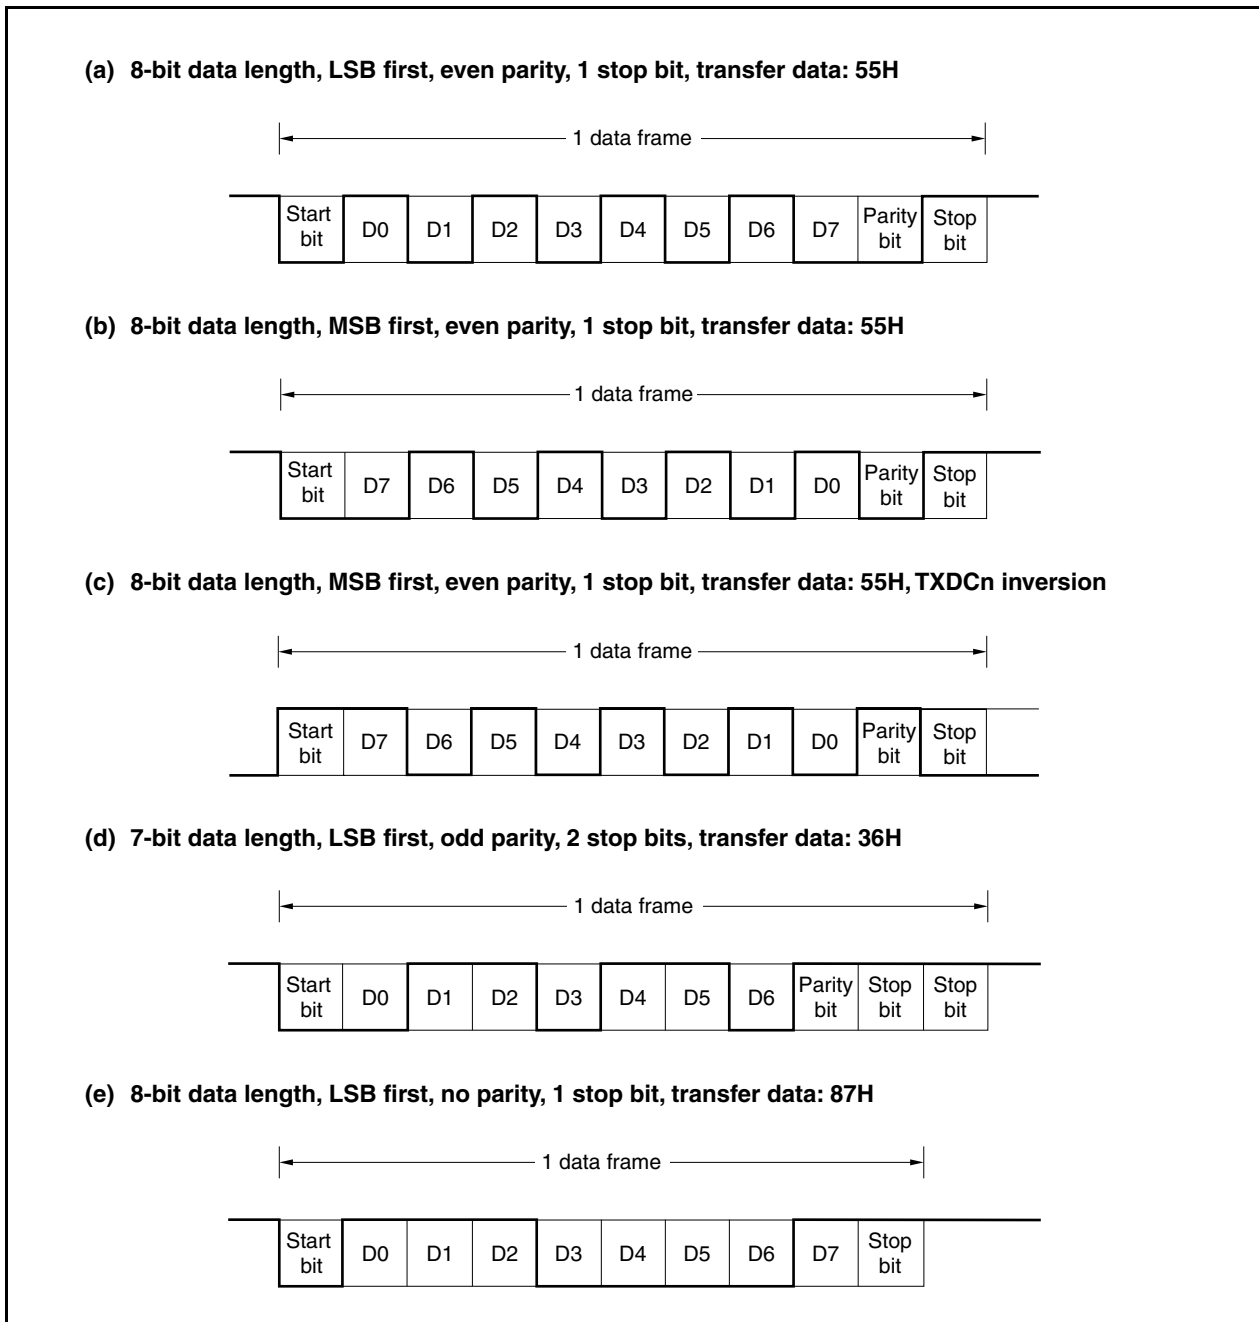 (a) 8-bit data length, LSB first, even parity, 1 stop bit, transfer data: 55H
1 data frame
Start bit D0 D1 D2 D3 D4 D5 D6 D7 Parity bit Stop bit
(b) 8-bit data length, MSB first, even parity, 1 stop bit, transfer data: 55H
1 data frame
Start bit D7 D6 D5 D4 D3 D2 D1 D0 Parity bit Stop bit
(c) 8-bit data length, MSB first, even parity, 1 stop bit, transfer data: 55H, TXDCn inversion
1 data frame
Start bit D7 D6 D5 D4 D3 D2 D1 D0 Parity bit Stop bit
(d) 7-bit data length, LSB first, odd parity, 2 stop bits, transfer data: 36H
1 data frame
Start bit D0 D1 D2 D3 D4 D5 D6 Parity bit Stop bit Stop bit
(e) 8-bit data length, LSB first, no parity, 1 stop bit, transfer data: 87H
1 data frame
Start bit D0 D1 D2 D3 D4 D5 D6 D7 Stop bit